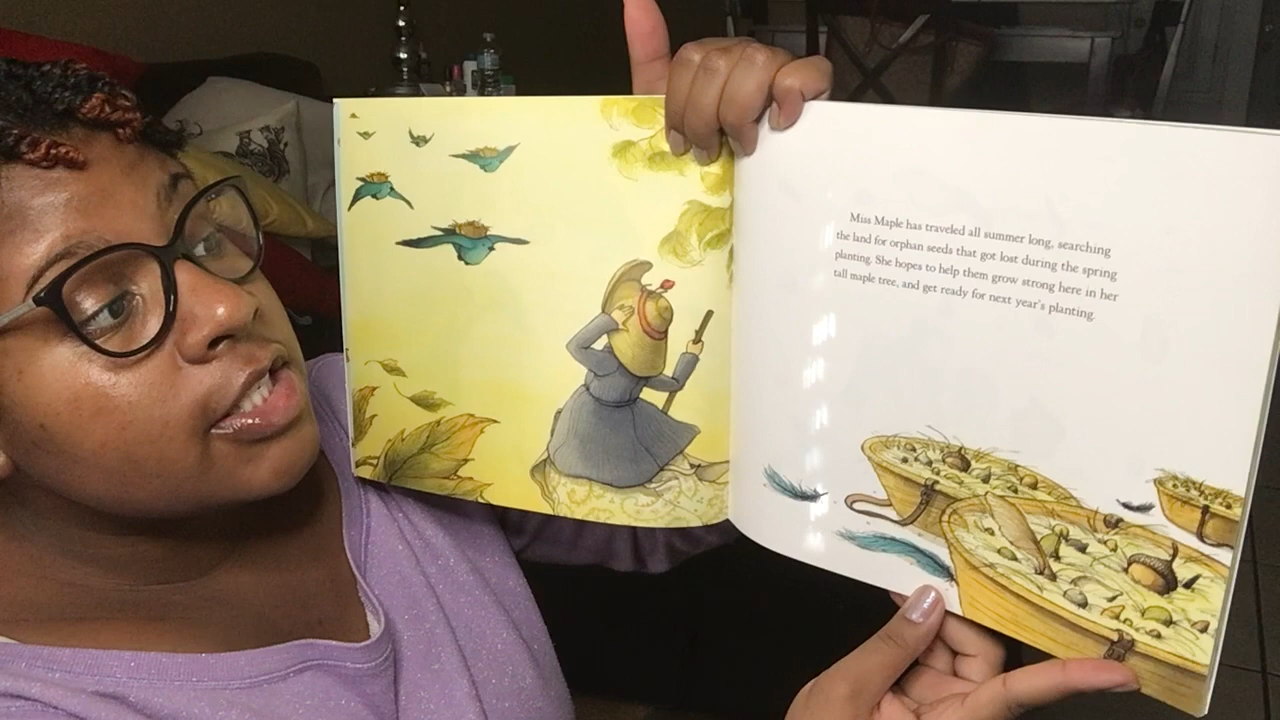 Miss Maple has traveled all summer long, searching
the land for orphan seeds that got lost during the spring
planting. She hopes to help them grow strong here in her
tall maple tree, and get ready for next year's planting.